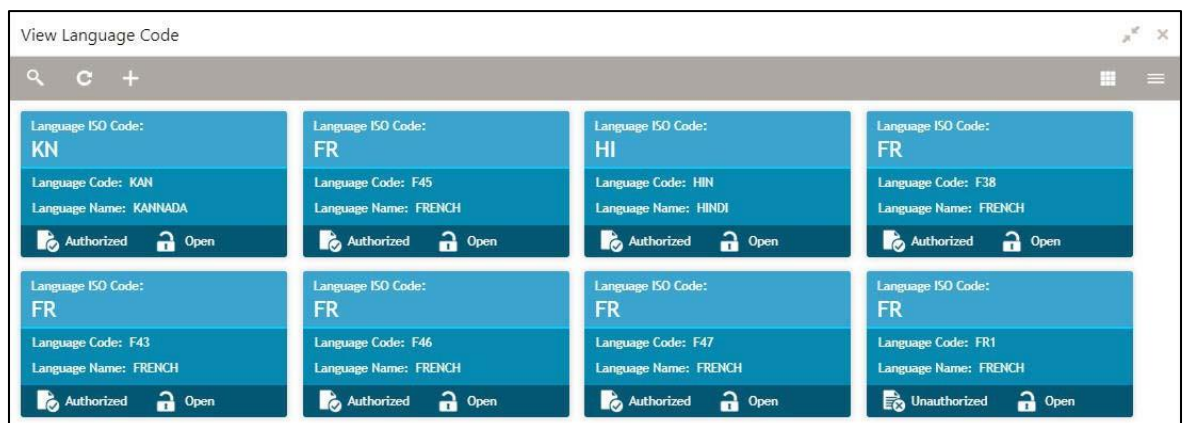 View Language Code
Language ISO Code:
KN
Language Code: KAN
Language Name: KANNADA
Authorized Open
Language ISO Code:
FR
Language Code: F45
Language Name: FRENCH
Authorized Open
Language ISO Code:
HI
Language Code: HIN
Language Name: HINDI
Authorized Open
Language ISO Code:
FR
Language Code: F38
Language Name: FRENCH
Authorized Open
Language ISO Code:
FR
Language Code: F43
Language Name: FRENCH
Authorized Open
Language ISO Code:
FR
Language Code: F46
Language Name: FRENCH
Authorized Open
Language ISO Code:
FR
Language Code: F47
Language Name: FRENCH
Authorized Open
Language ISO Code:
FR
Language Code: FR1
Language Name: FRENCH
Unauthorized Open